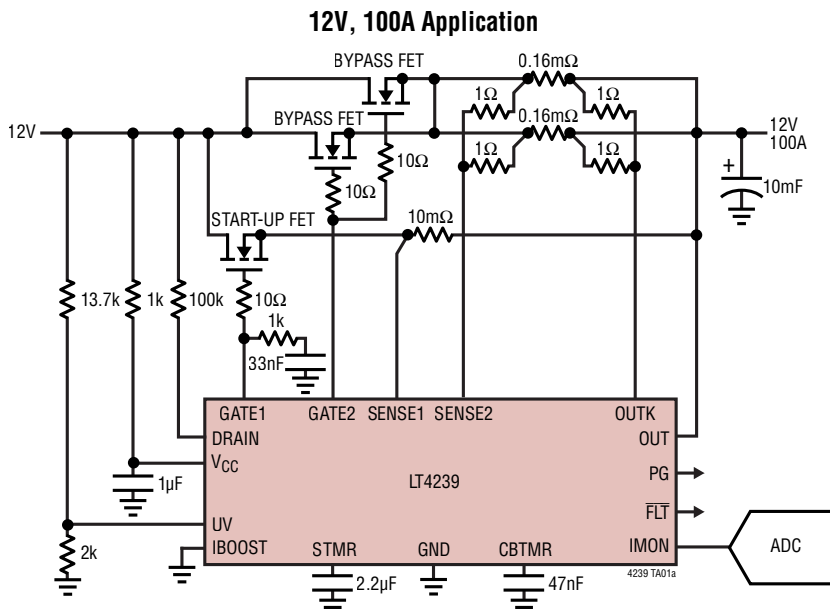 12V, 100A Application
BYPASS FET
0.16mΩ
1Ω
1Ω
BYPASS FET
0.16mΩ
12V
12V
100A
1Ω
1Ω
10Ω
+
10mF
10Ω
START-UP FET
10mΩ
13.7k
1k
100k
10Ω
1k
33nF
GATE1
GATE2
SENSE1
SENSE2
OUTK
DRAIN
OUT
VCC
1µF
LT4239
PG
UV
FLT
2k
IBOOST
STMR
GND
CBTMR
IMON
ADC
4239 TA01a
2.2µF
47nF